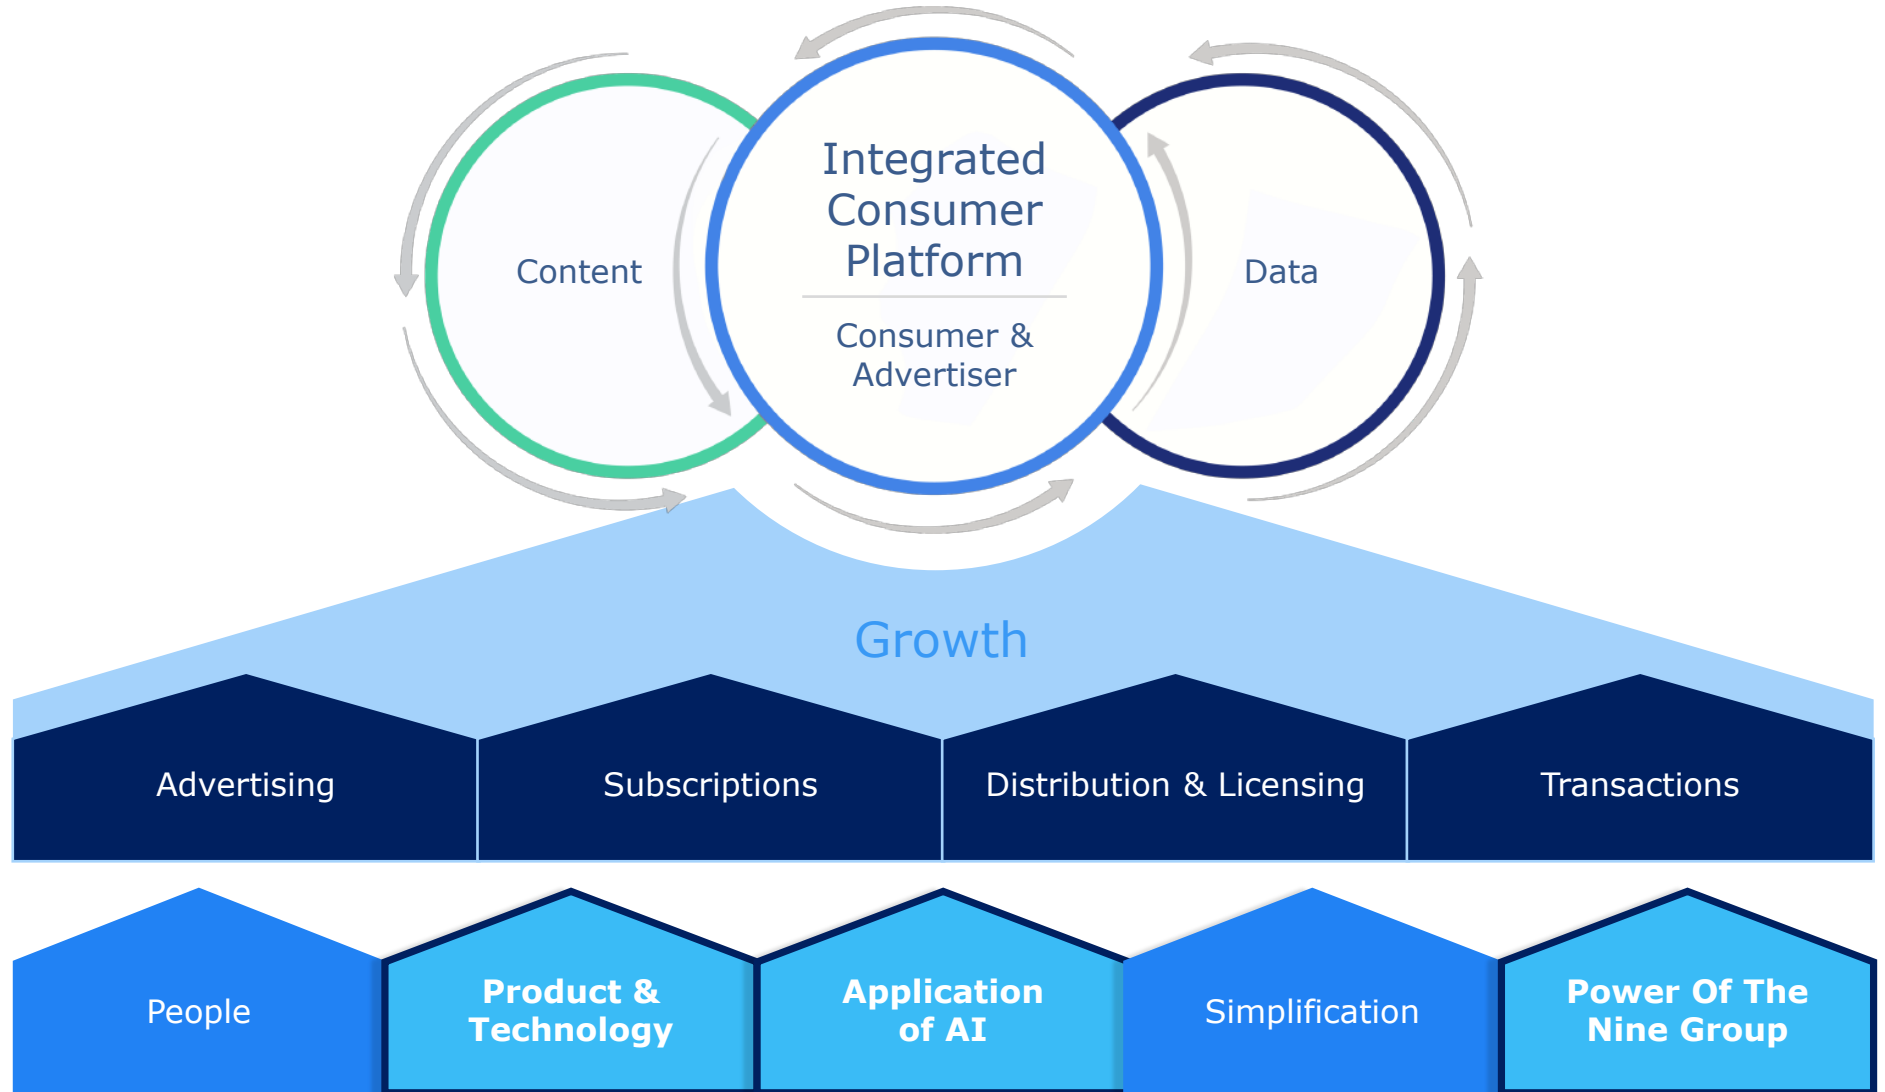 Integrated
Consumer
Platform
Content
Data
Consumer &
Advertiser
Growth
Advertising
Subscriptions
Distribution & Licensing
Transactions
People
Product &
Technology
Application
of AI
Simplification
Power Of The
Nine Group